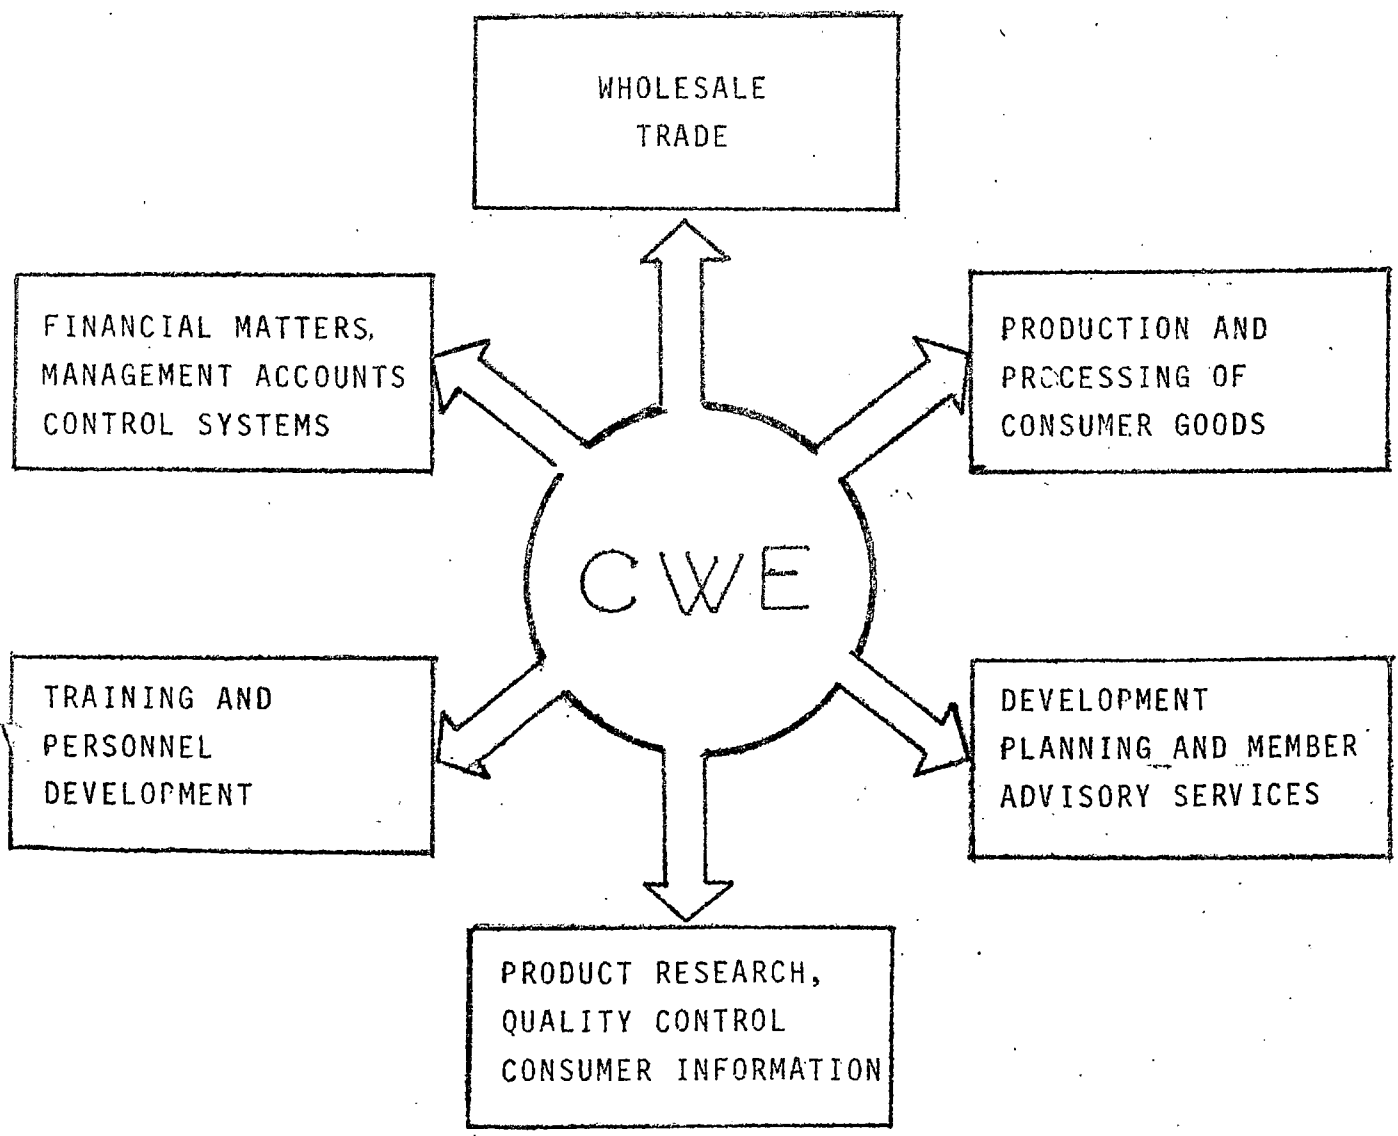 WHOLESALE
TRADE
FINANCIAL MATTERS,
MANAGEMENT ACCOUNTS
CONTROL SYSTEMS
PRODUCTION AND
PROCESSING OF
CONSUMER GOODS
CWE
TRAINING AND
PERSONNEL
DEVELOPMENT
DEVELOPMENT
PLANNING AND MEMBER
ADVISORY SERVICES
PRODUCT RESEARCH,
QUALITY CONTROL
CONSUMER INFORMATION